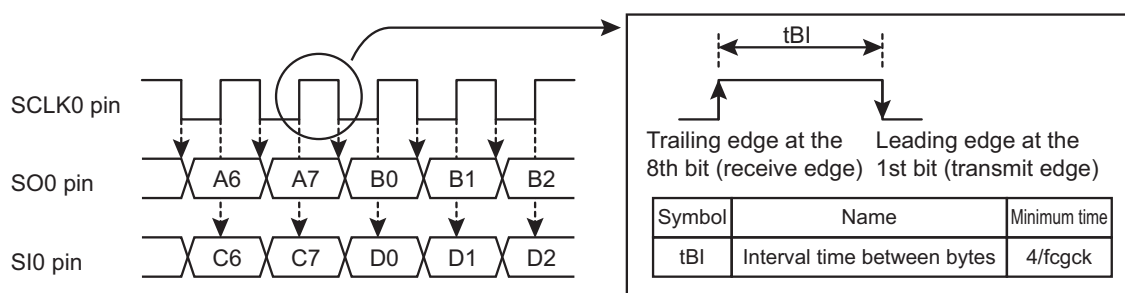 SCLK0 pin
SO0 pin
A6 A7 B0 B1 B2
SI0 pin
C6 C7 D0 D1 D2
tBI
Trailing edge at the
8th bit (receive edge)
Leading edge at the
1st bit (transmit edge)
Symbol Name Minimum time
tBI Interval time between bytes 4/fcgck